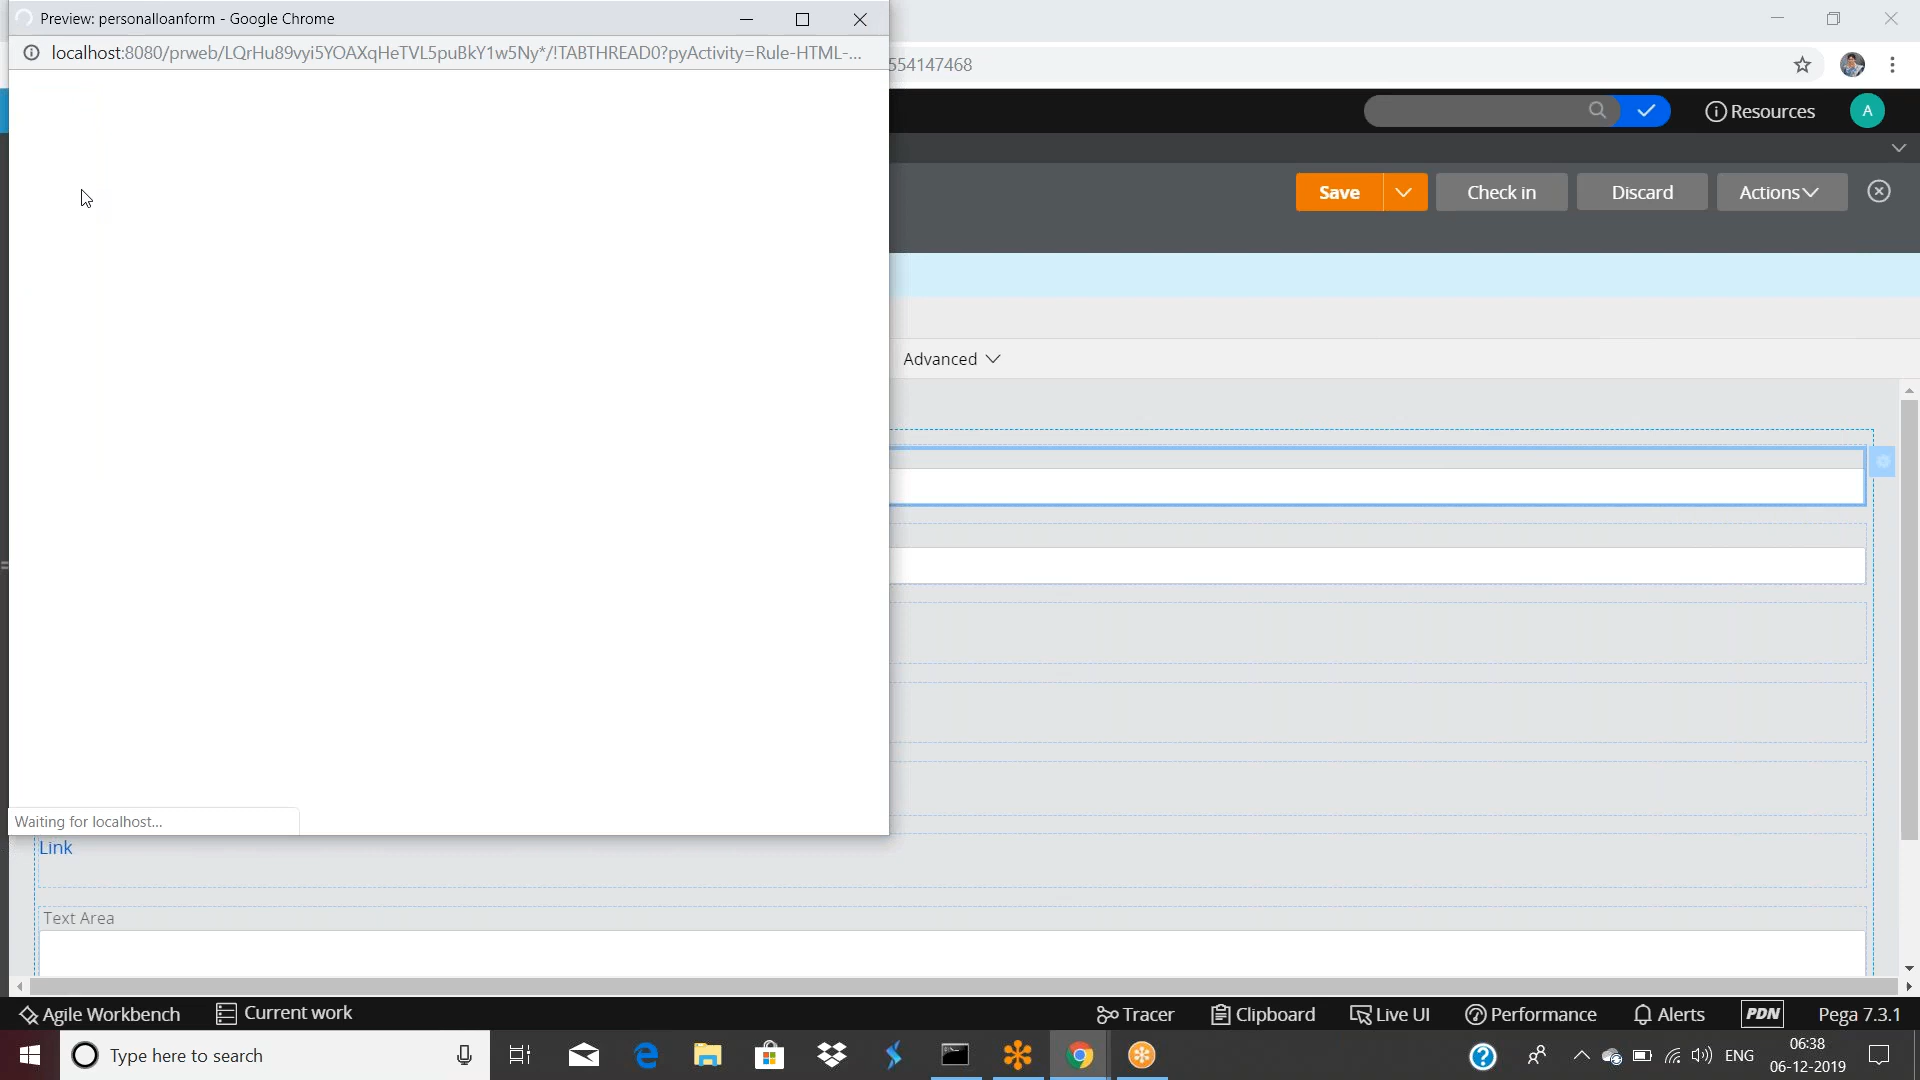 Preview: personalloanform - Google Chrome
localhost:8080/prweb/LQrHu89vyi5YOAXqHeTVL5puBkY1w5Ny*/!TABTHREAD0?pyActivity=Rule-HTML-...
554147468
Resources
A
Save
Check in
Discard
Actions
Advanced
Waiting for localhost...
Link
Text Area
Agile Workbench
Current work
Tracer
Clipboard
Live UI
Performance
Alerts
PDN
Pega 7.3.1
Type here to search
ENG
06:38
06-12-2019